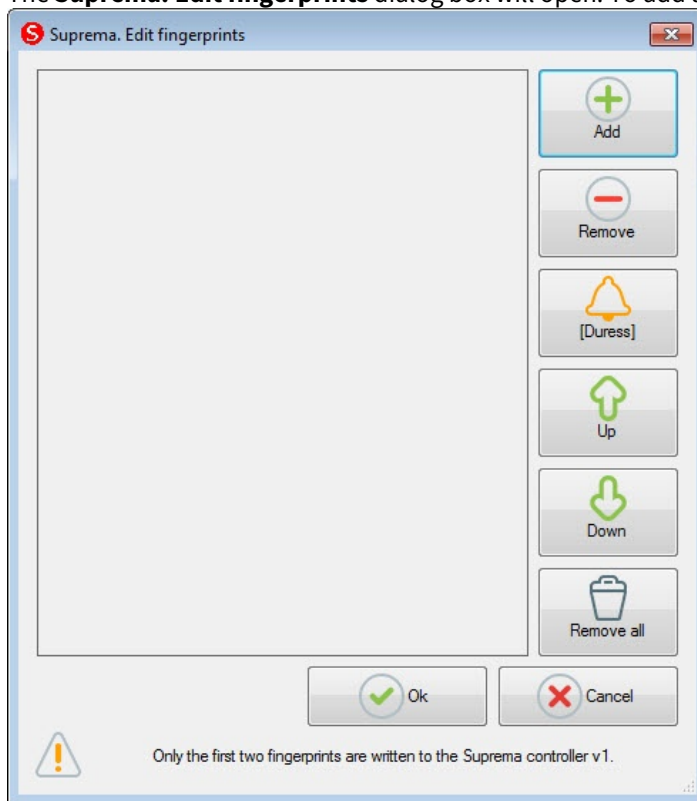 The Suprema. Edit fingerprints dialog box will open. To add
Suprema. Edit fingerprints
Add
Remove
[Duress]
Up
Down
Remove all
Ok
Cancel
Only the first two fingerprints are written to the Suprema controller v1.